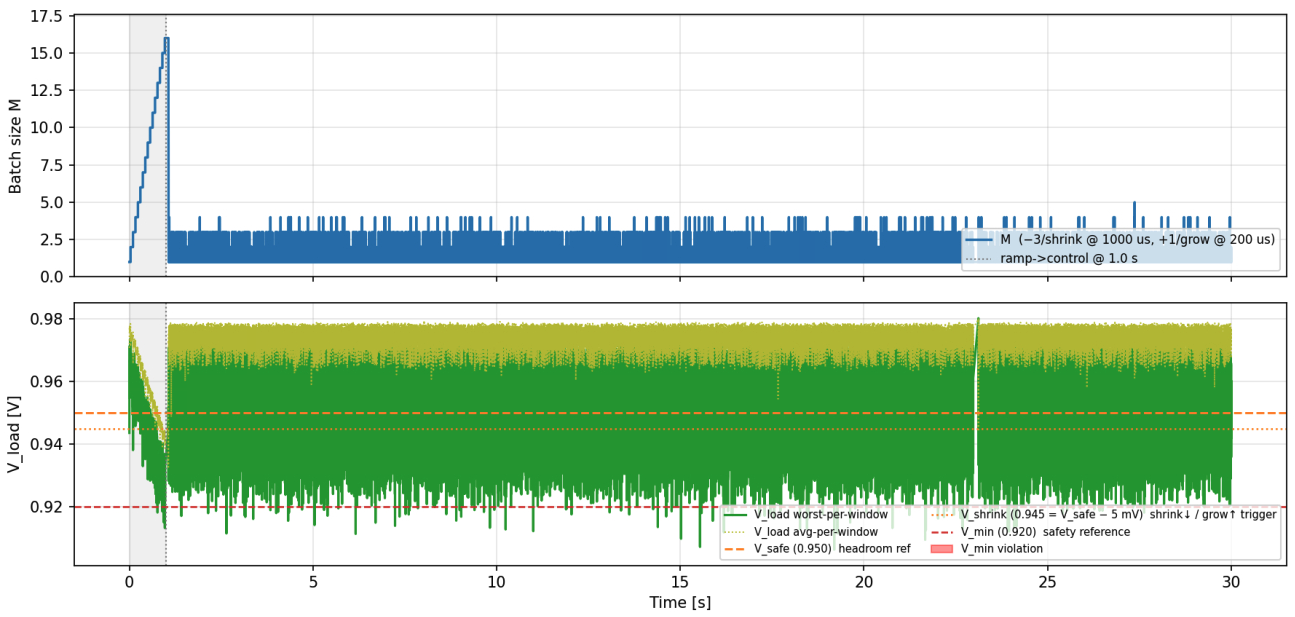 17.5
15.0
12.5
10.0
7.5
5.0
2.5
0.0
Batch size M
M (−3/shrink @ 1000 us, +1/grow @ 200 us)
ramp->control @ 1.0 s
0.98
0.96
0.94
0.92
V_load [V]
V_load worst-per-window
V_load avg-per-window
V_safe (0.950) headroom ref
V_shrink (0.945 = V_safe − 5 mV) shrink↓ / grow↑ trigger
V_min (0.920) safety reference
V_min violation
0 5 10 15 20 25 30
Time [s]